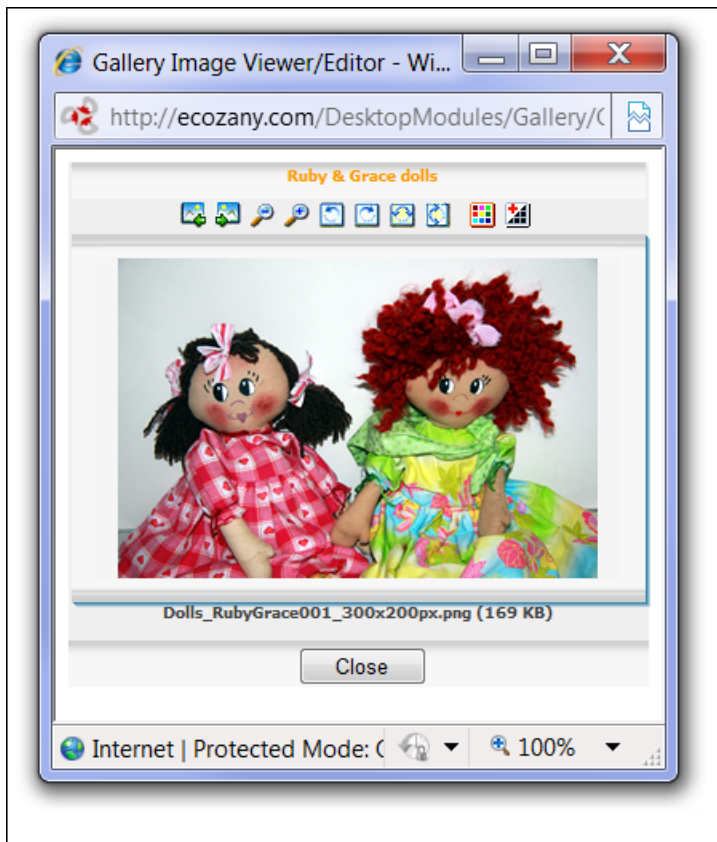 Gallery Image Viewer/Editor - Wi...
http://ecozany.com/DesktopModules/Gallery/
Ruby & Grace dolls
Dolls_RubyGrace001_300x200px.png (169 KB)
Close
Internet | Protected Mode:
100%